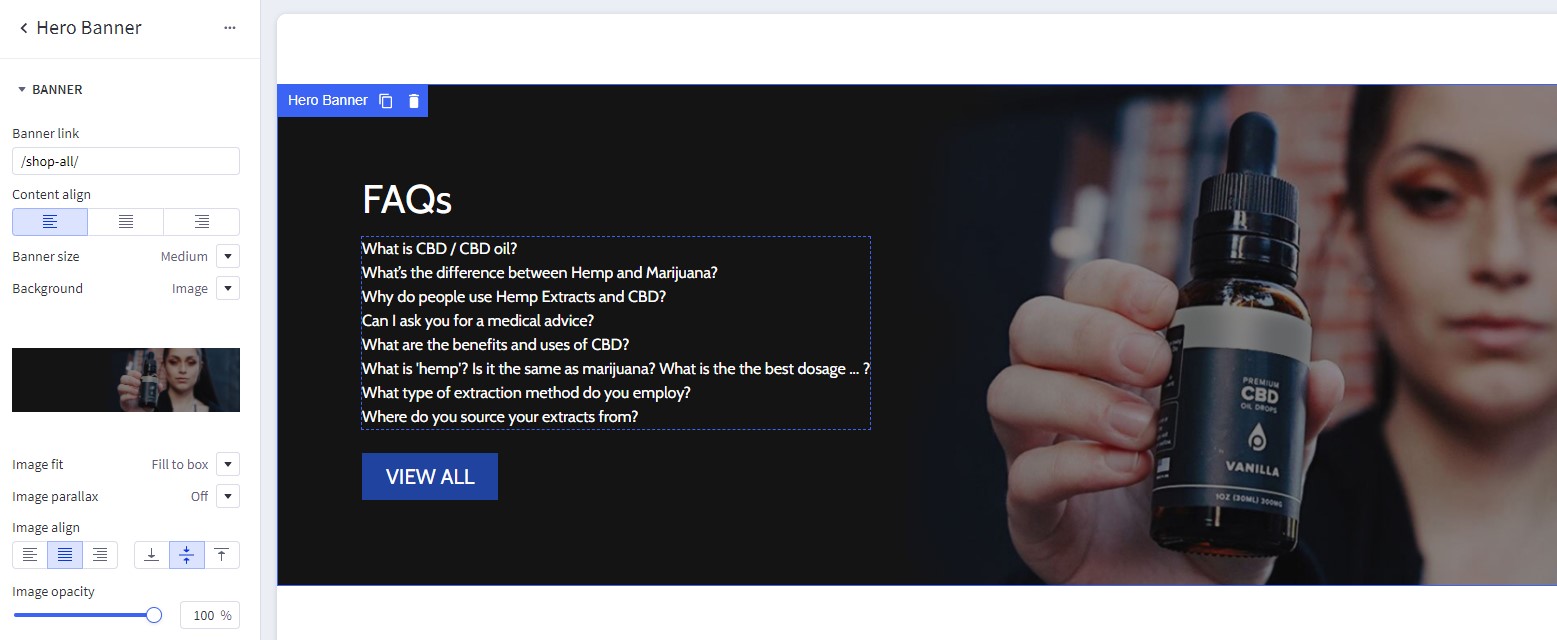 Hero Banner
BANNER
Banner link
/shop-all/
Content align
Banner size Medium
Background Image
Image fit Fill to box
Image parallax Off
Image align
Image opacity
100 %
Hero Banner
FAQs
What is CBD / CBD oil?
What's the difference between Hemp and Marijuana?
Why do people use Hemp Extracts and CBD?
Can I ask you for a medical advice?
What are the benefits and uses of CBD?
What is 'hemp'? Is it the same as marijuana? What is the the best dosage ... ?
What type of extraction method do you employ?
Where do you source your extracts from?
VIEW ALL
PREMIUM
CBD
OIL DROPS
VANILLA
1OZ (30ML) 300MG